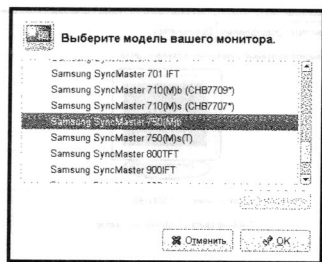 Выберите модель вашего монитора.
Samsung SyncMaster 701 IFT
Samsung SyncMaster 710(M)b (CHB7709*)
Samsung SyncMaster 710(M)s (CHB7707*)
Samsung SyncMaster 750(M)b
Samsung SyncMaster 750(M)s(T)
Samsung SyncMaster 800TFT
Samsung SyncMaster 900IFT
Отменить
OK